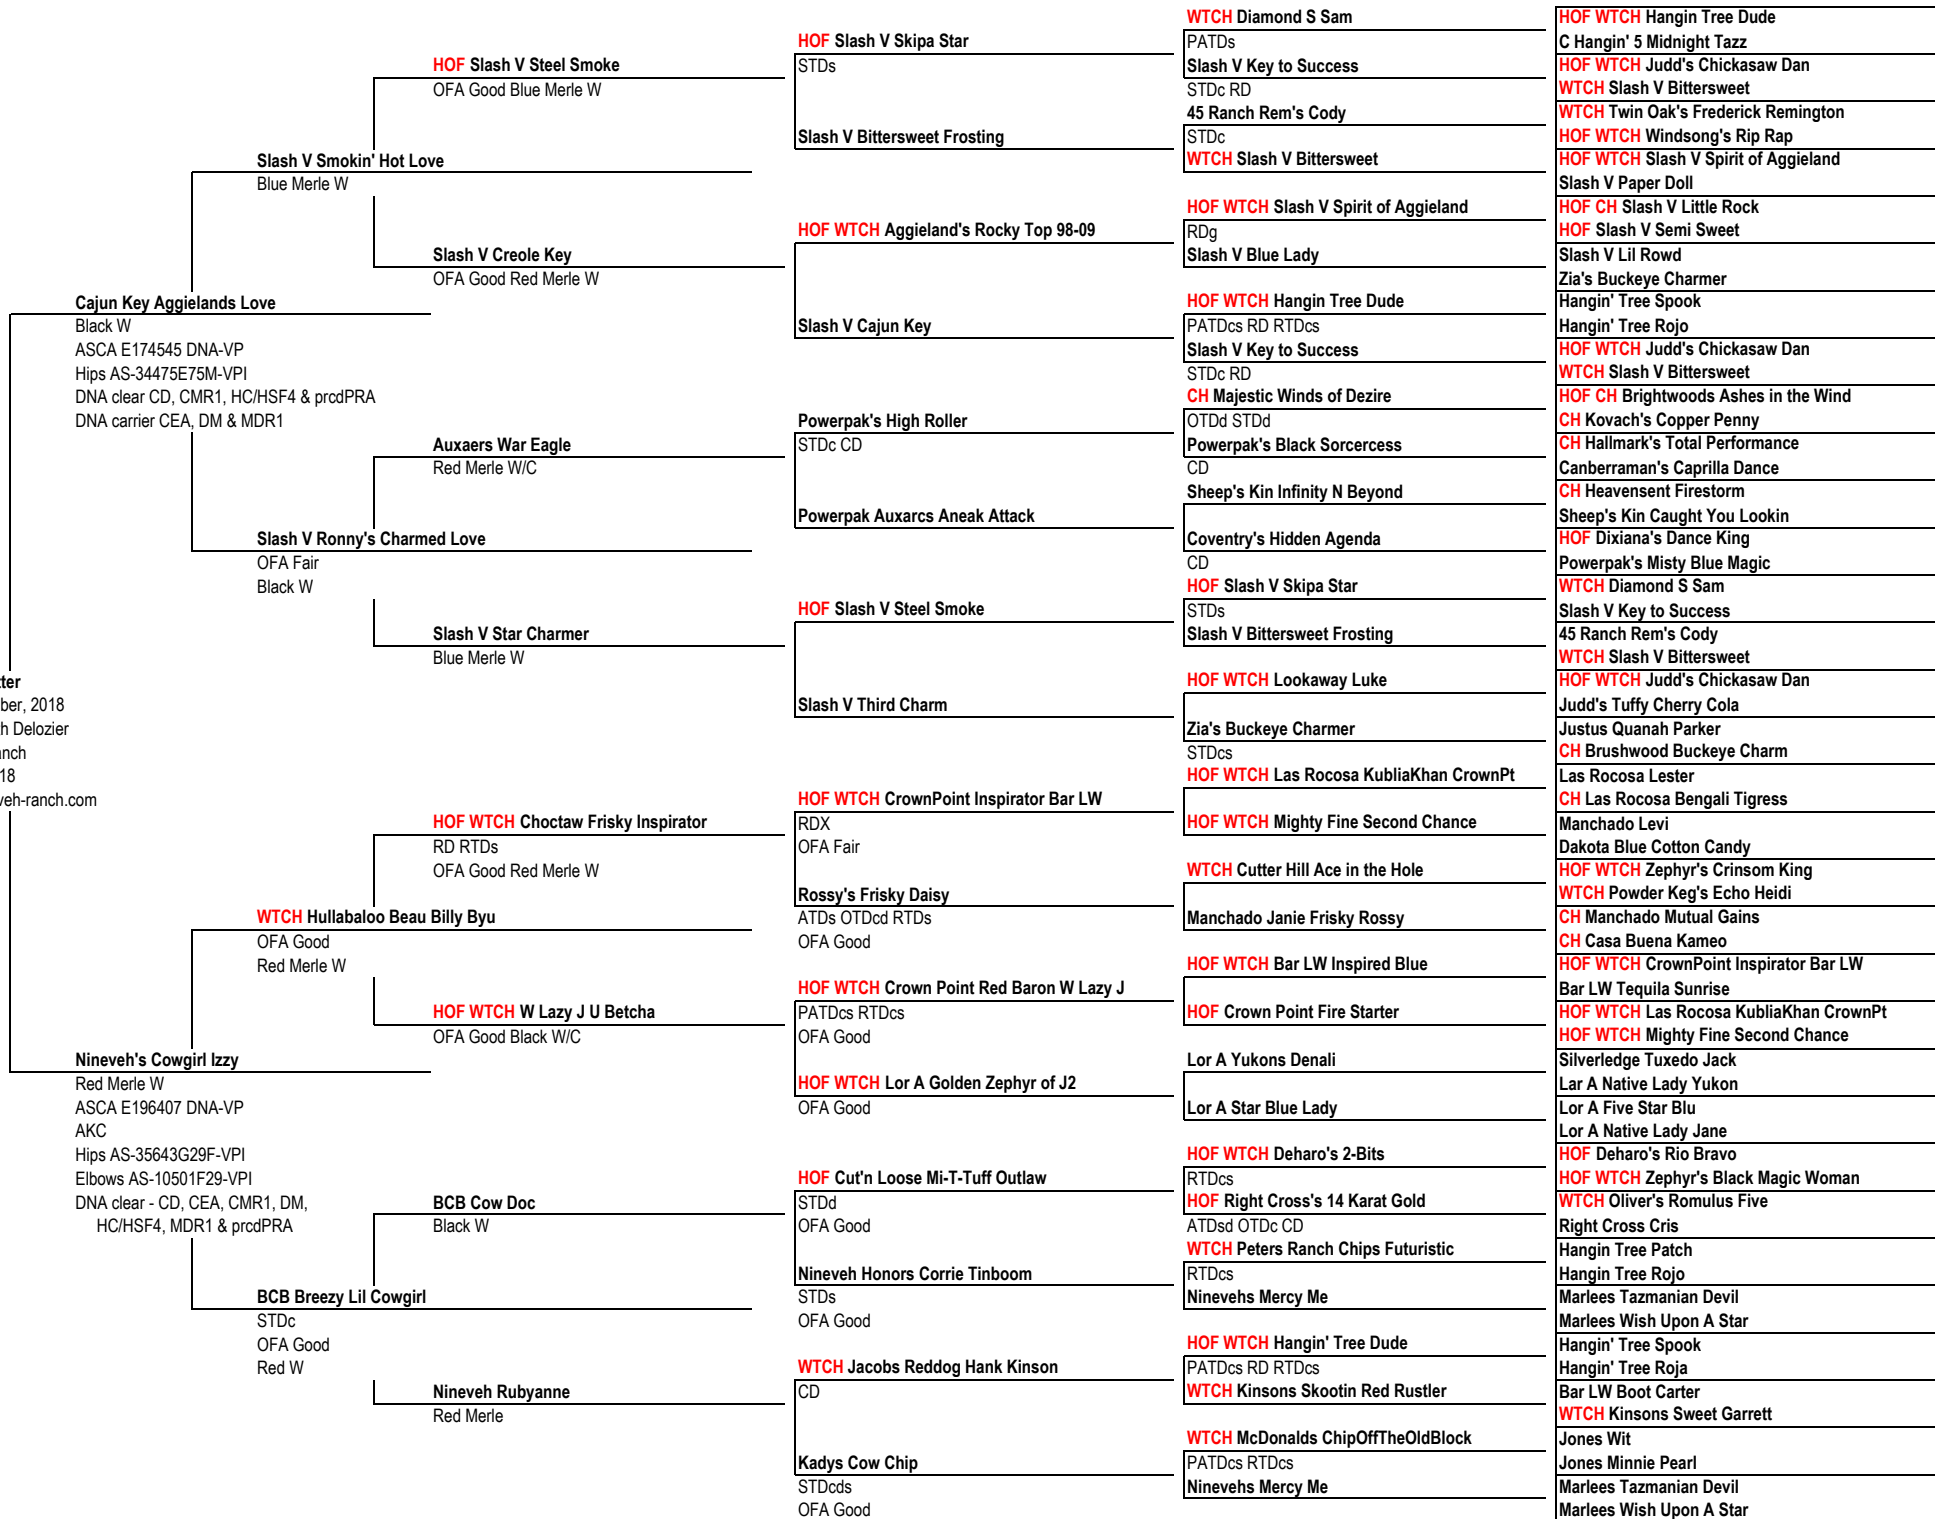 2018
Delozier
Cajun Key Aggielands Love
Black W
ASCA E174545 DNA-VP
Hips AS-34475E75M-VPI
DNA clear CD, CMR1, HC/HSF4 & prcdPRA
DNA carrier CEA, DM & MDR1
Nineveh's Cowgirl Izzy
Red Merle W
ASCA E196407 DNA-VP
AKC
Hips AS-35643G29F-VPI
Elbows AS-10501F29-VPI
DNA clear - CD, CEA, CMR1, DM,
HC/HSF4, MDR1 & prcdPRA
Slash V Smokin' Hot Love
Blue Merle W
Slash V Ronny's Charmed Love
OFA Fair
Black W
WTCH Hullabaloo Beau Billy Byu
OFA Good
Red Merle W
BCB Breezy Lil Cowgirl
STDc
OFA Good
Red W
HOF Slash V Steel Smoke
OFA Good Blue Merle W
Slash V Creole Key
OFA Good Red Merle W
Auxaers War Eagle
Red Merle W/C
Slash V Star Charmer
Blue Merle W
HOF WTCH Choctaw Frisky Inspirator
RD RTDs
OFA Good Red Merle W
HOF WTCH W Lazy J U Betcha
OFA Good Black W/C
BCB Cow Doc
Black W
Nineveh Rubyanne
Red Merle
HOF Slash V Skipa Star
STDs
Slash V Bittersweet Frosting
HOF WTCH Aggieland's Rocky Top 98-09
Slash V Cajun Key
Powerpak's High Roller
STDc CD
Powerpak Auxarcs Aneak Attack
HOF Slash V Steel Smoke
Slash V Third Charm
HOF WTCH CrownPoint Inspirator Bar LW
RDX
OFA Fair
Rossy's Frisky Daisy
ATDs OTDcd RTDs
OFA Good
HOF WTCH Crown Point Red Baron W Lazy J
PATDcs RTDcs
OFA Good
HOF WTCH Lor A Golden Zephyr of J2
OFA Good
HOF Cut'n Loose Mi-T-Tuff Outlaw
STDd
OFA Good
Nineveh Honors Corrie Tinboom
STDs
OFA Good
WTCH Jacobs Reddog Hank Kinson
CD
Kadys Cow Chip
STDcds
OFA Good
WTCH Diamond S Sam
PATDs
Slash V Key to Success
STDc RD
45 Ranch Rem's Cody
STDc
WTCH Slash V Bittersweet
HOF WTCH Slash V Spirit of Aggieland
RDg
Slash V Blue Lady
HOF WTCH Hangin Tree Dude
PATDcs RD RTDcs
Slash V Key to Success
STDc RD
CH Majestic Winds of Dezire
OTDd STDd
Powerpak's Black Sorcercess
CD
Sheep's Kin Infinity N Beyond
Coventry's Hidden Agenda
CD
HOF Slash V Skipa Star
STDs
Slash V Bittersweet Frosting
HOF WTCH Lookaway Luke
Zia's Buckeye Charmer
STDcs
HOF WTCH Las Rocosa KubliaKhan CrownPt
HOF WTCH Mighty Fine Second Chance
WTCH Cutter Hill Ace in the Hole
Manchado Janie Frisky Rossy
HOF WTCH Bar LW Inspired Blue
HOF Crown Point Fire Starter
Lor A Yukons Denali
Lor A Star Blue Lady
HOF WTCH Deharo's 2-Bits
RTDcs
HOF Right Cross's 14 Karat Gold
ATDsd OTDc CD
WTCH Peters Ranch Chips Futuristic
RTDcs
Ninevehs Mercy Me
HOF WTCH Hangin' Tree Dude
PATDcs RD RTDcs
WTCH Kinsons Skootin Red Rustler
WTCH McDonalds ChipOffTheOldBlock
PATDcs RTDcs
Ninevehs Mercy Me
HOF WTCH Hangin Tree Dude
C Hangin' 5 Midnight Tazz
HOF WTCH Judd's Chickasaw Dan
WTCH Slash V Bittersweet
WTCH Twin Oak's Frederick Remington
HOF WTCH Windsong's Rip Rap
HOF WTCH Slash V Spirit of Aggieland
Slash V Paper Doll
HOF CH Slash V Little Rock
HOF Slash V Semi Sweet
Slash V Lil Rowd
Zia's Buckeye Charmer
Hangin' Tree Spook
Hangin' Tree Rojo
HOF WTCH Judd's Chickasaw Dan
WTCH Slash V Bittersweet
HOF CH Brightwoods Ashes in the Wind
CH Kovach's Copper Penny
CH Hallmark's Total Performance
Canberraman's Caprilla Dance
CH Heavensent Firestorm
Sheep's Kin Caught You Lookin
HOF Dixiana's Dance King
Powerpak's Misty Blue Magic
WTCH Diamond S Sam
Slash V Key to Success
45 Ranch Rem's Cody
WTCH Slash V Bittersweet
HOF WTCH Judd's Chickasaw Dan
Judd's Tuffy Cherry Cola
Justus Quanah Parker
CH Brushwood Buckeye Charm
Las Rocosa Lester
CH Las Rocosa Bengali Tigress
Manchado Levi
Dakota Blue Cotton Candy
HOF WTCH Zephyr's Crinsom King
WTCH Powder Keg's Echo Heidi
CH Manchado Mutual Gains
CH Casa Buena Kameo
HOF WTCH CrownPoint Inspirator Bar LW
Bar LW Tequila Sunrise
HOF WTCH Las Rocosa KubliaKhan CrownPt
HOF WTCH Mighty Fine Second Chance
Silverledge Tuxedo Jack
Lar A Native Lady Yukon
Lor A Five Star Blu
Lor A Native Lady Jane
HOF Deharo's Rio Bravo
HOF WTCH Zephyr's Black Magic Woman
WTCH Oliver's Romulus Five
Right Cross Cris
Hangin Tree Patch
Hangin Tree Rojo
Marlees Tazmanian Devil
Marlees Wish Upon A Star
Hangin' Tree Spook
Hangin' Tree Roja
Bar LW Boot Carter
WTCH Kinsons Sweet Garrett
Jones Wit
Jones Minnie Pearl
Marlees Tazmanian Devil
Marlees Wish Upon A Star